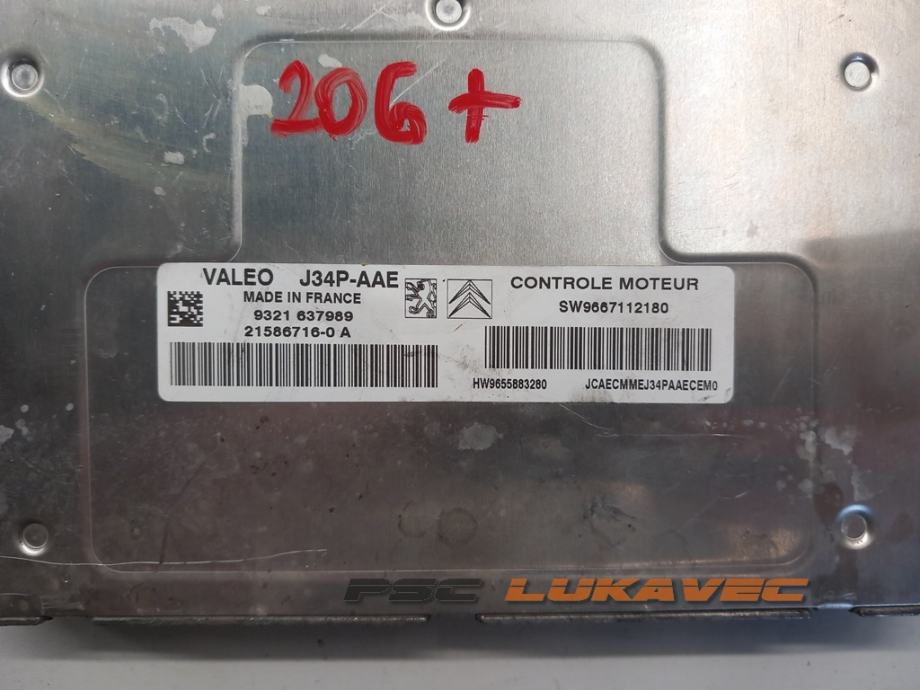 206+
VALEO J34P-AAE
MADE IN FRANCE
9321 637989
21586716-0 A
CONTROLE MOTEUR
SW9667112180
HW9655883280 JCAECMMEJ34PAAECEM0
PSC LUKAVEC